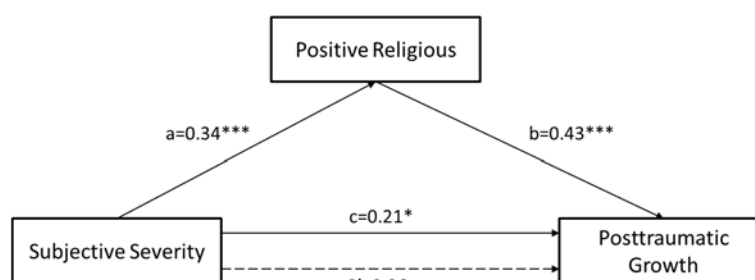 Positive Religious
a=0.34***
b=0.43***
c=0.21*
Subjective Severity
Posttraumatic
Growth